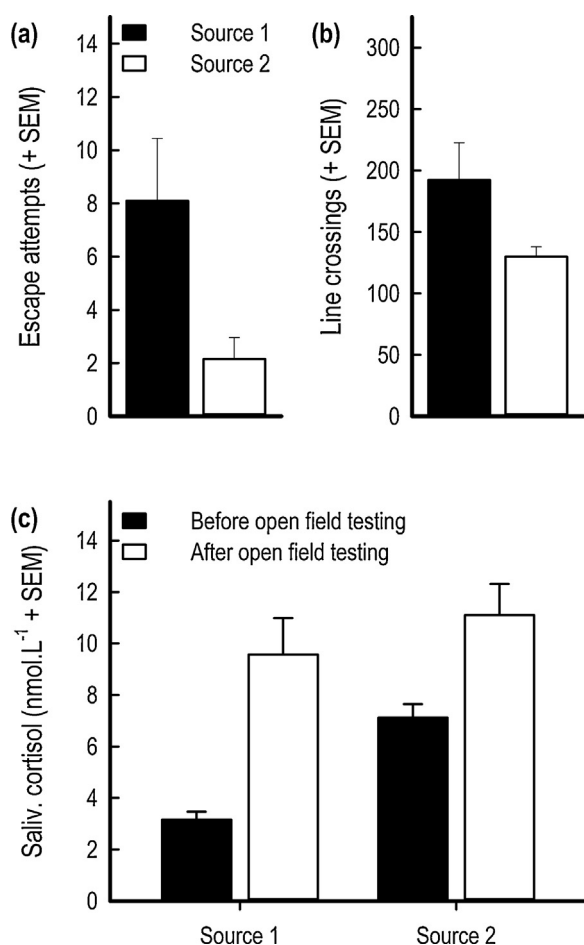 (a)
Source 1
Source 2
Escape attempts (+ SEM)
14
12
10
8
6
4
2
0
(b)
Line crossings (+ SEM)
300
250
200
150
100
50
0
(c)
Before open field testing
After open field testing
Saliv. cortisol (nmol.L⁻¹ + SEM)
14
12
10
8
6
4
2
0
Source 1
Source 2